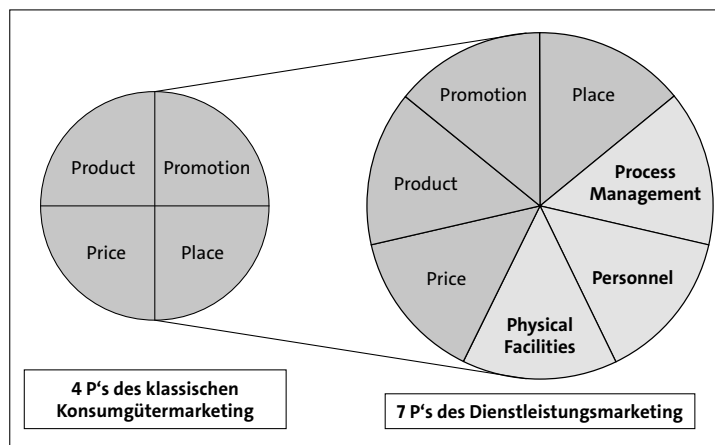 Product
Promotion
Price
Place
4 P‘s des klassischen
Konsumgütermarketing
Promotion
Place
Product
Process
Management
Price
Personnel
Physical
Facilities
7 P‘s des Dienstleistungsmarketing